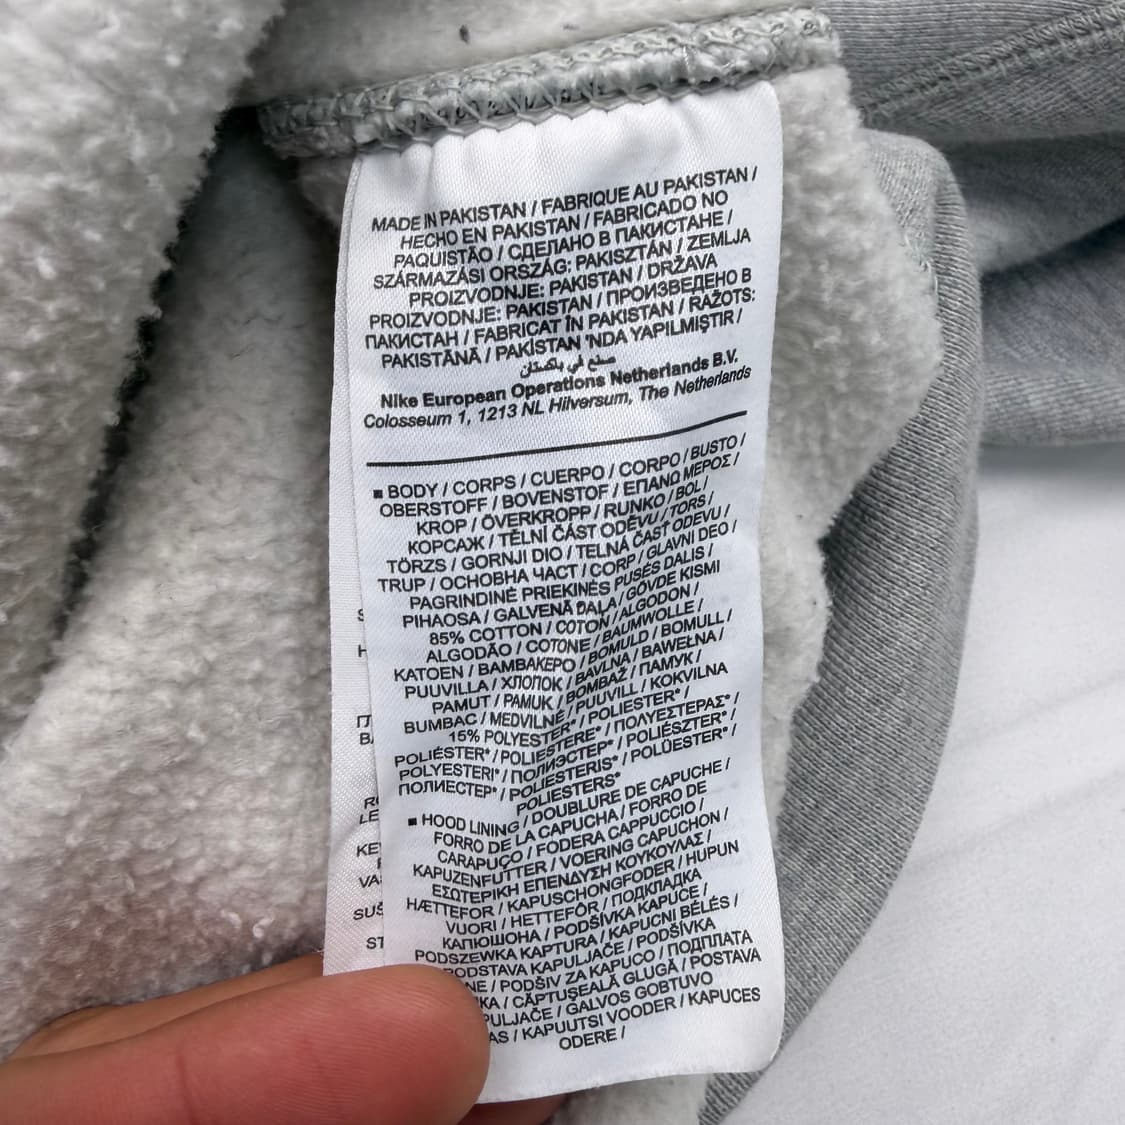 MADE IN PAKISTAN / FABRIQUE AU PAKISTAN /
HECHO EN PAKISTAN / FABRICADO NO
PAQUISTÃO / СДЕЛАНО В ПАКИСТАНЕ /
SZÁRMAZÁSI ORSZÁG: PAKISZTÁN / ZEMLJA
PROIZVODNJE: PAKISTAN / DRŽAVA
PROIZVODNJE: PAKISTAN / ПРОИЗВЕДЕНО В
ПАКИСТАН / FABRICAT ÎN PAKISTAN / RAŽOTS:
PAKISTĀNĀ / PAKİSTAN 'NDA YAPILMIŞTIR /
صنع في باكستان
Nike European Operations Netherlands B.V.
Colosseum 1, 1213 NL Hilversum, The Netherlands
■ BODY / CORPS / CUERPO / CORPO / BUSTO /
OBERSTOFF / BOVENSTOF / ΕΠΑΝΩ ΜΕΡΟΣ /
KROP / ÖVERKROPP / RUNKO / BOL /
КОРСАЖ / TĚLNÍ ČÁST ODĚVU / TORS /
TÖRZS / GORNJI DIO / TELNÁ ČASŤ ODEVU /
TRUP / ОСНОВНА ЧАСТ / CORP / GLAVNI DEO /
PAGRINDINĖ PRIEKINĖS PUSĖS DALIS /
PIHAOSA / GALVENĀ DAĻA / GÖVDE KISMI
85% COTTON / COTON / ALGODON /
ALGODÃO / COTONE / BAUMWOLLE /
KATOEN / ΒΑΜΒΑΚΕΡΟ / BOMULD / BOMULL /
PUUVILLA / ХЛОПОК / BAVLNA / BAWEŁNA /
PAMUT / PAMUK / BOMBAŽ / ПАМУК /
BUMBAC / MEDVILNĖ / PUUVILL / KOKVILNA
15% POLYESTER* / POLIESTER* /
POLIÉSTER* / POLIESTERE* / ΠΟΛΥΕΣΤΕΡΑΣ* /
POLYESTERI* / ПОЛИЭСТЕР* / POLIÉSZTER* /
ПОЛИЕСТЕР* / POLIESTERIS* / POLÜESTER* /
POLIESTERS*
■ HOOD LINING / DOUBLURE DE CAPUCHE /
FORRO DE LA CAPUCHA / FORRO DE
CARAPUÇO / FODERA CAPPUCCIO /
KAPUZENFUTTER / VOERING CAPUCHON /
ΕΣΩΤΕΡΙΚΗ ΕΠΕΝΔΥΣΗ ΚΟΥΚΟΥΛΑΣ /
HÆTTEFOR / KAPUSCHONGFODER / HUPUN
VUORI / HETTEFÔR / ПОДКЛАДКА
КАПЮШОНА / PODŠÍVKA KAPUCE /
PODSZEWKA KAPTURA / KAPUCNI BÉLÉS /
PODSTAVA KAPULJAČE / PODŠÍVKA
NE / PODŠIV ZA KAPUCO / ПОДПЛАТА
KA / CĂPTUŞEALĂ GLUGĂ / POSTAVA
PULJAČE / GALVOS GOBTUVO
AS / KAPUUTSI VOODER / KAPUCES
ODERE /